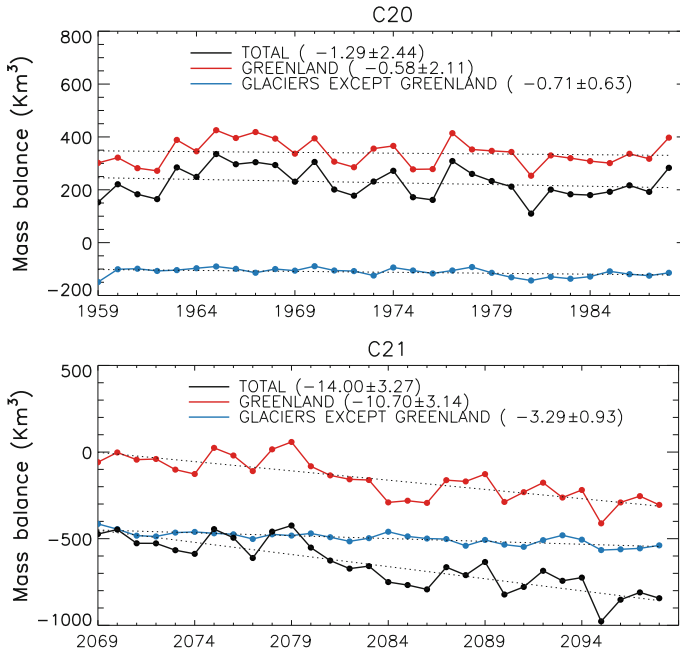 C20
Mass balance (Km³)
800
600
400
200
0
−200
TOTAL ( −1.29±2.44)
GREENLAND ( −0.58±2.11)
GLACIERS EXCEPT GREENLAND ( −0.71±0.63)
1959 1964 1969 1974 1979 1984
C21
Mass balance (Km³)
500
0
−500
−1000
TOTAL (−14.00±3.27)
GREENLAND (−10.70±3.14)
GLACIERS EXCEPT GREENLAND ( −3.29±0.93)
2069 2074 2079 2084 2089 2094